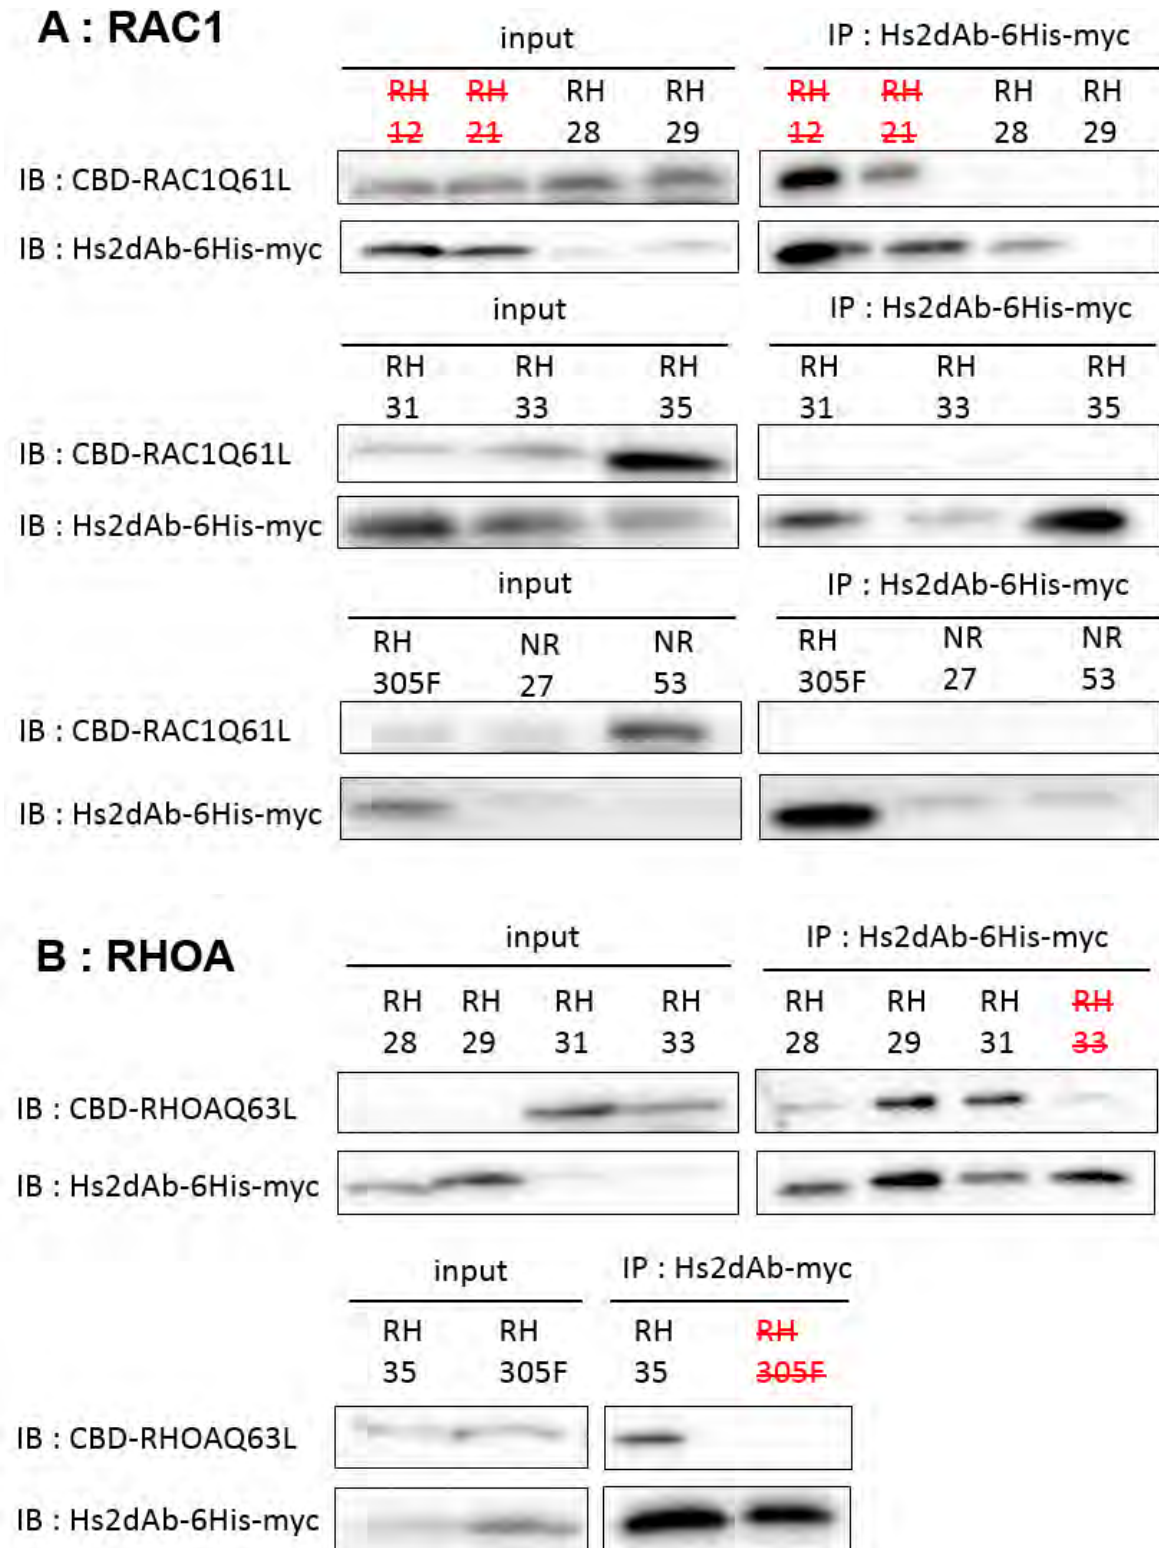 A : RAC1
input IP : Hs2dAb-6His-myc
RH RH RH RH RH RH RH RH
12 21 28 29 12 21 28 29
IB : CBD-RAC1Q61L
IB : Hs2dAb-6His-myc
input IP : Hs2dAb-6His-myc
RH RH RH RH RH RH
31 33 35 31 33 35
IB : CBD-RAC1Q61L
IB : Hs2dAb-6His-myc
input IP : Hs2dAb-6His-myc
RH NR NR RH NR NR
305F 27 53 305F 27 53
IB : CBD-RAC1Q61L
IB : Hs2dAb-6His-myc
B : RHOA
input IP : Hs2dAb-6His-myc
RH RH RH RH RH RH RH RH
28 29 31 33 28 29 31 33
IB : CBD-RHOAQ63L
IB : Hs2dAb-6His-myc
input IP : Hs2dAb-myc
RH RH RH RH
35 305F 35 305F
IB : CBD-RHOAQ63L
IB : Hs2dAb-6His-myc